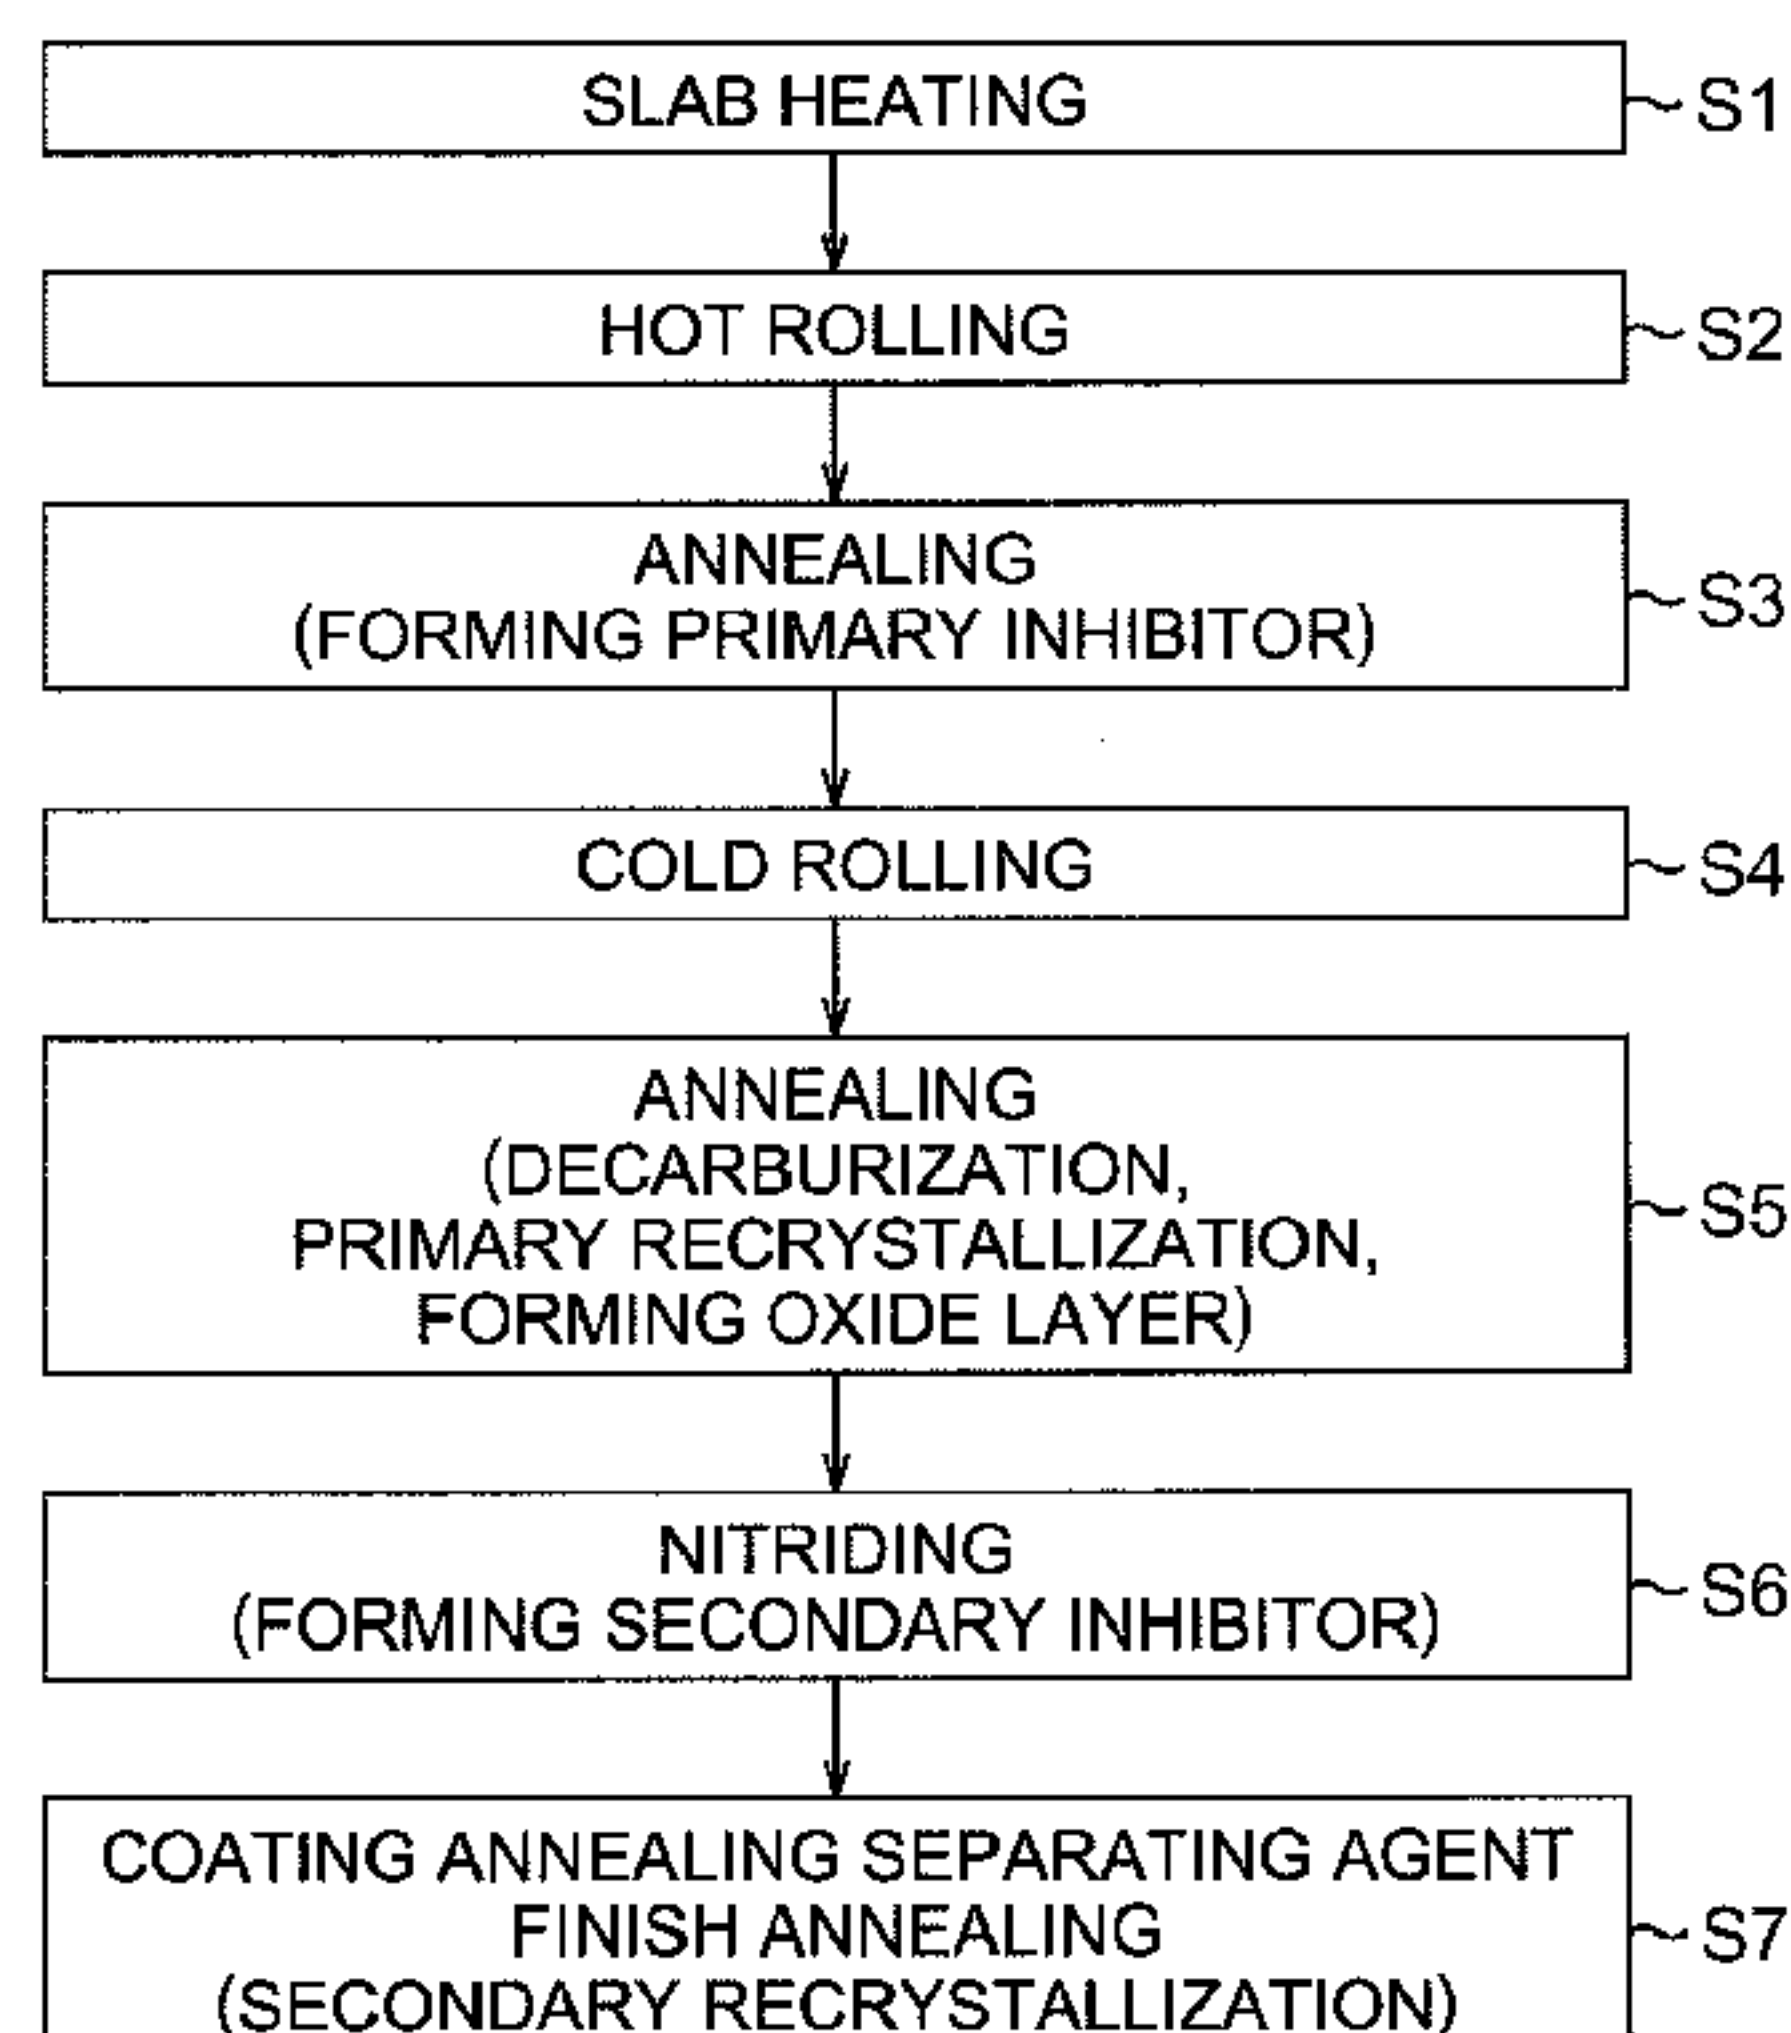 SLAB HEATING
S1
HOT ROLLING
S2
ANNEALING
(FORMING PRIMARY INHIBITOR)
S3
COLD ROLLING
S4
ANNEALING
(DECARBURIZATION,
PRIMARY RECRYSTALLIZATION,
FORMING OXIDE LAYER)
S5
NITRIDING
(FORMING SECONDARY INHIBITOR)
S6
COATING ANNEALING SEPARATING AGENT
FINISH ANNEALING
(SECONDARY RECRYSTALLIZATION)
S7